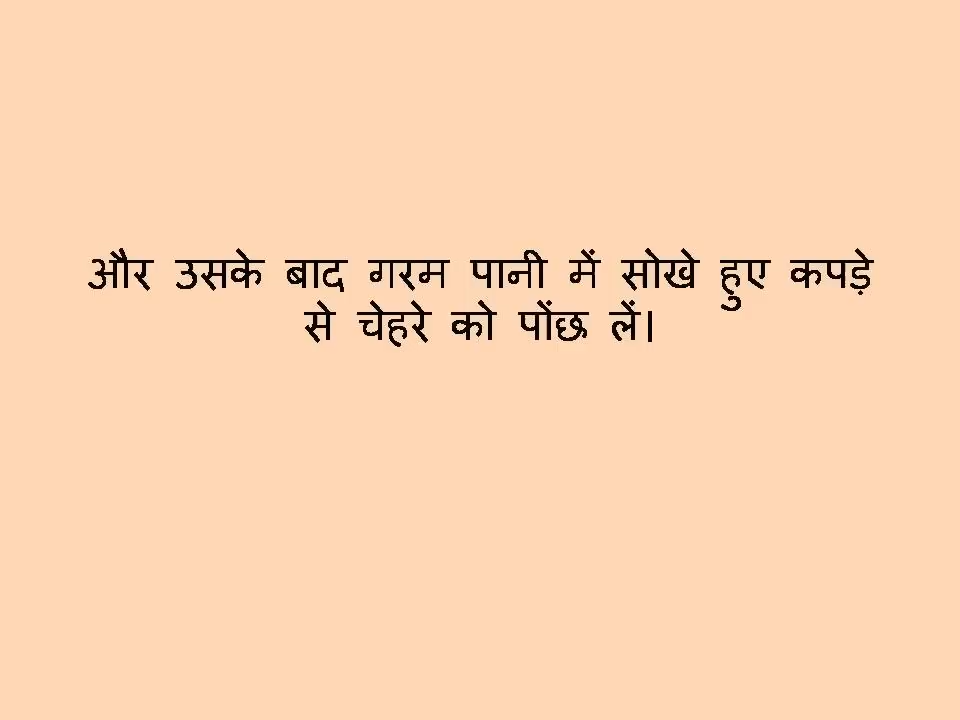 और उसके बाद गरम पानी में सोखे हुए कपड़े
से चेहरे को पोंछ लें।